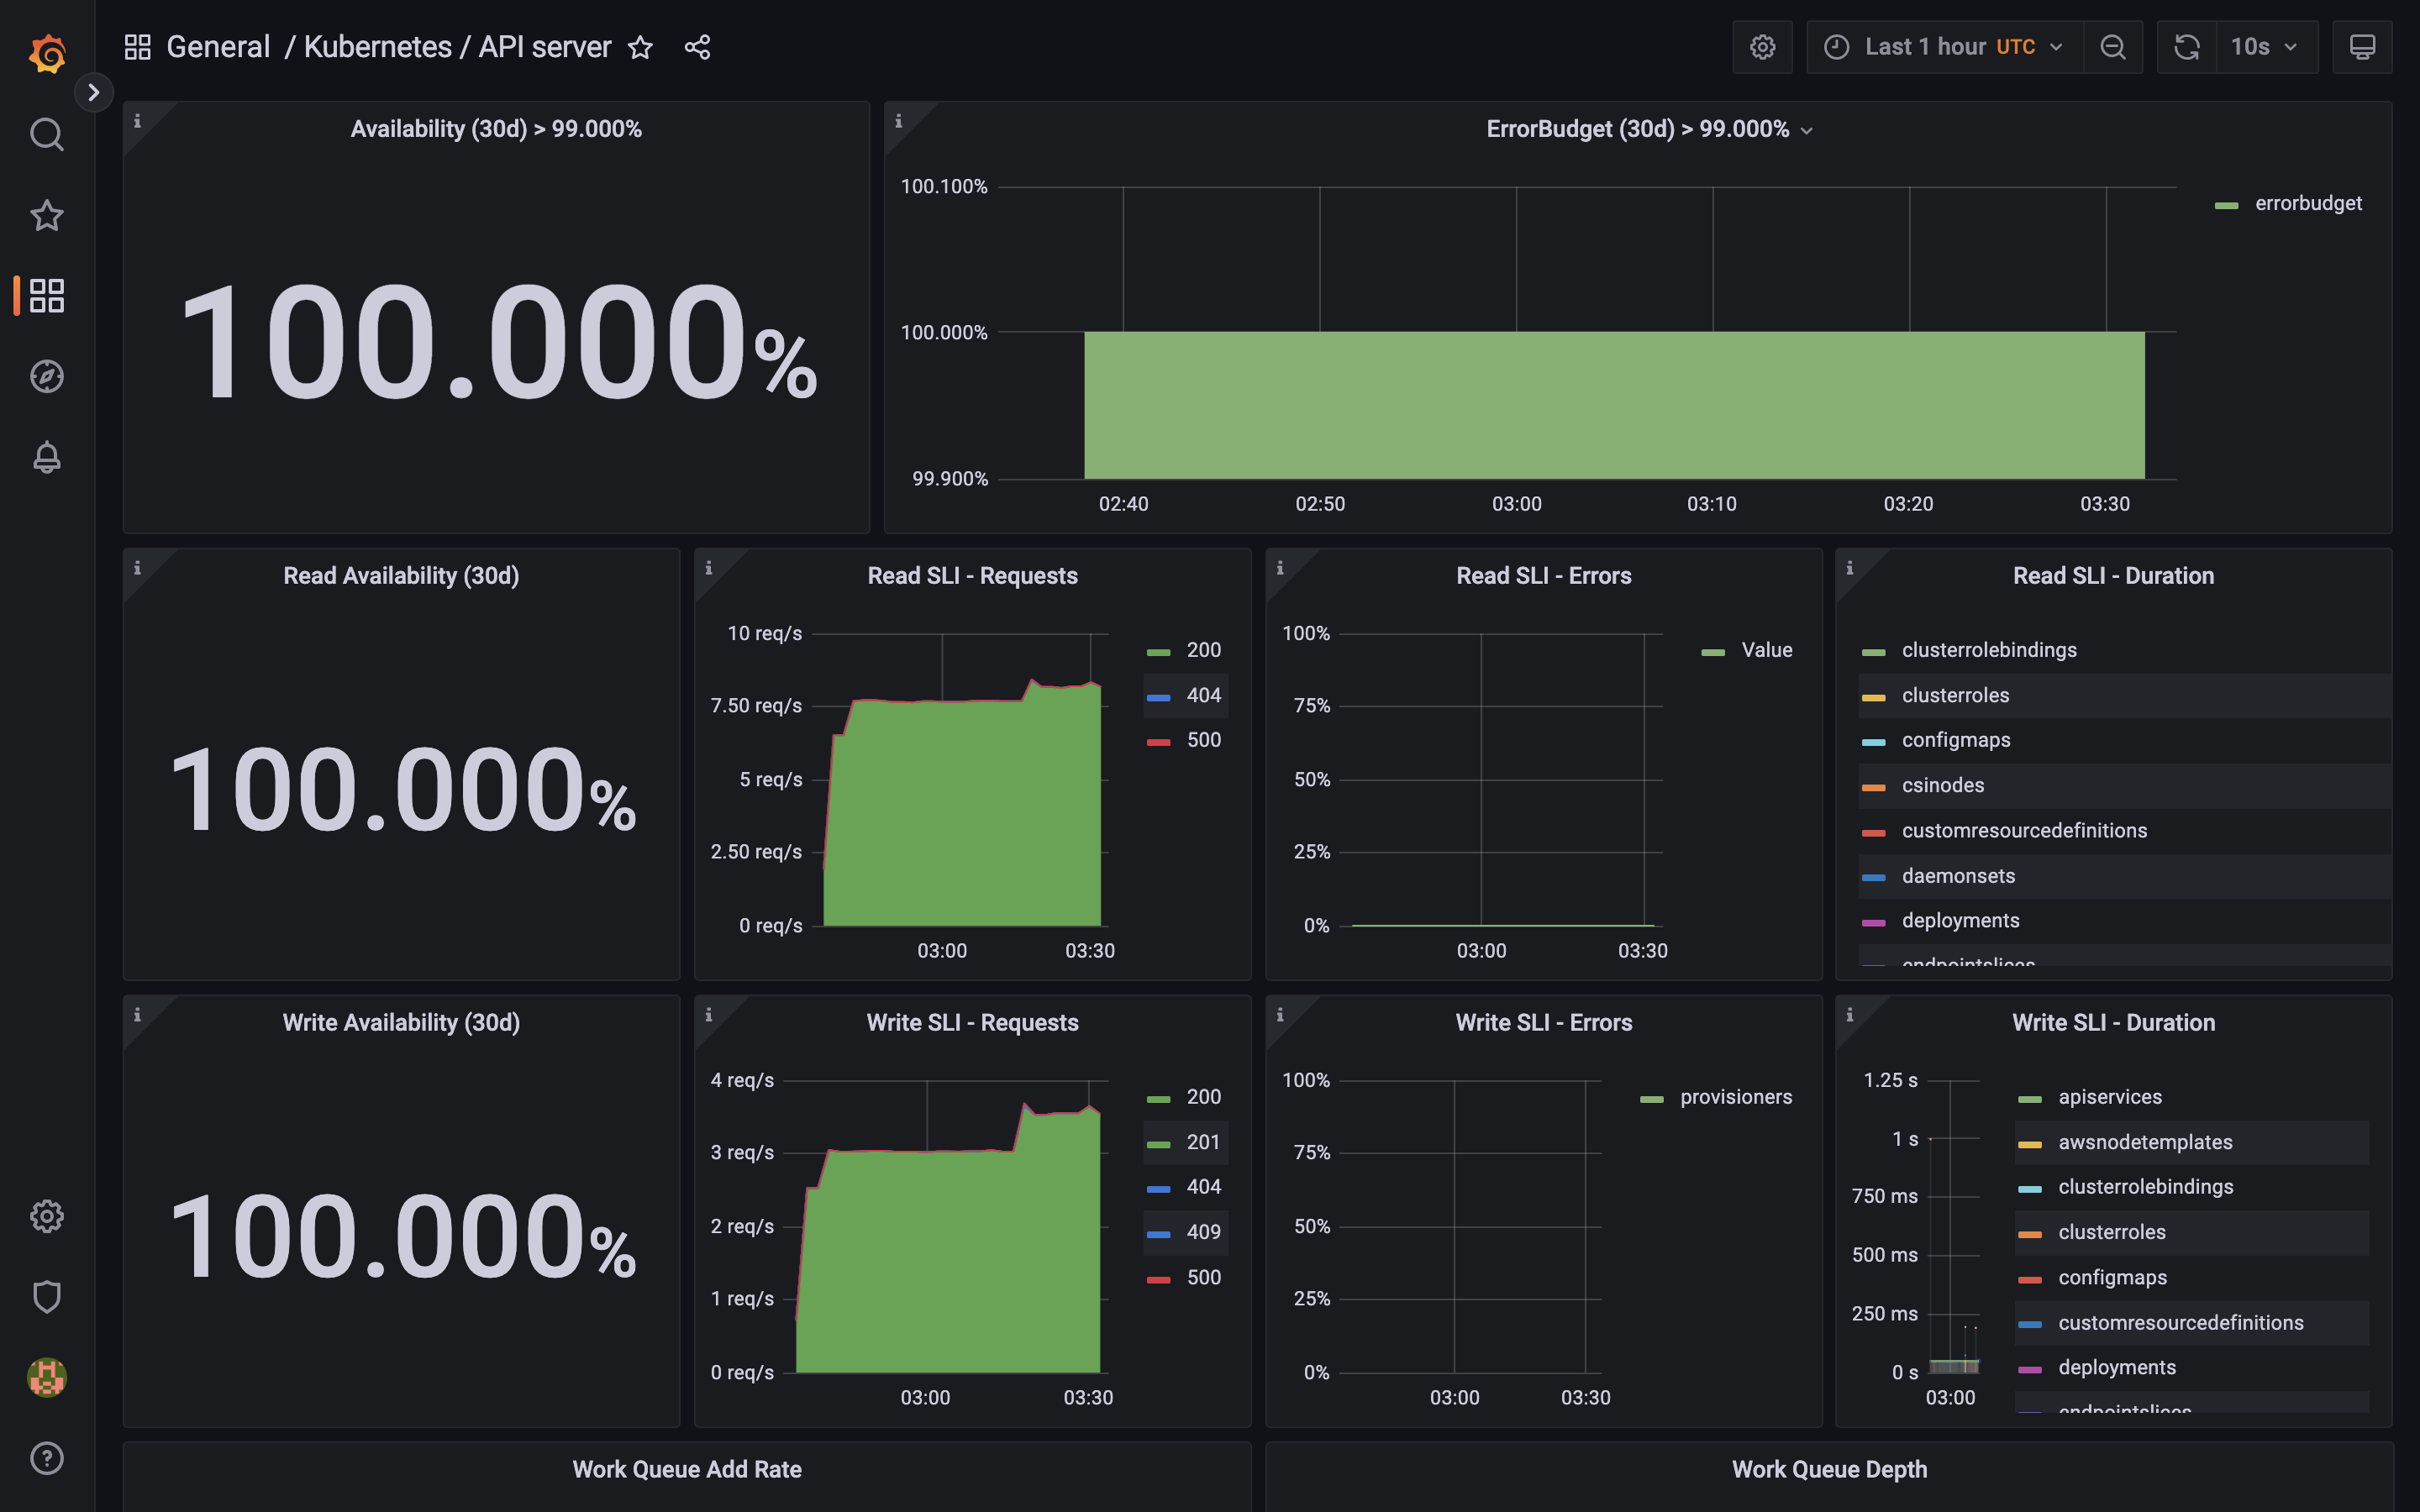 General / Kubernetes / API server
Last 1 hour UTC
10s
Availability (30d) > 99.000%
100.000%
ErrorBudget (30d) > 99.000%
100.100%
100.000%
99.900%
02:40 02:50 03:00 03:10 03:20 03:30
errorbudget
Read Availability (30d)
100.000%
Read SLI - Requests
10 req/s
7.50 req/s
5 req/s
2.50 req/s
0 req/s
03:00 03:30
200
404
500
Read SLI - Errors
100%
75%
50%
25%
0%
03:00 03:30
Value
Read SLI - Duration
clusterrolebindings
clusterroles
configmaps
csinodes
customresourcedefinitions
daemonsets
deployments
endpointslices
Write Availability (30d)
100.000%
Write SLI - Requests
4 req/s
3 req/s
2 req/s
1 req/s
0 req/s
03:00 03:30
200
201
404
409
500
Write SLI - Errors
100%
75%
50%
25%
0%
03:00 03:30
provisioners
Write SLI - Duration
1.25 s
1 s
750 ms
500 ms
250 ms
0 s
03:00
apiservices
awsnodetemplates
clusterrolebindings
clusterroles
configmaps
customresourcedefinitions
deployments
endpointslices
Work Queue Add Rate
Work Queue Depth